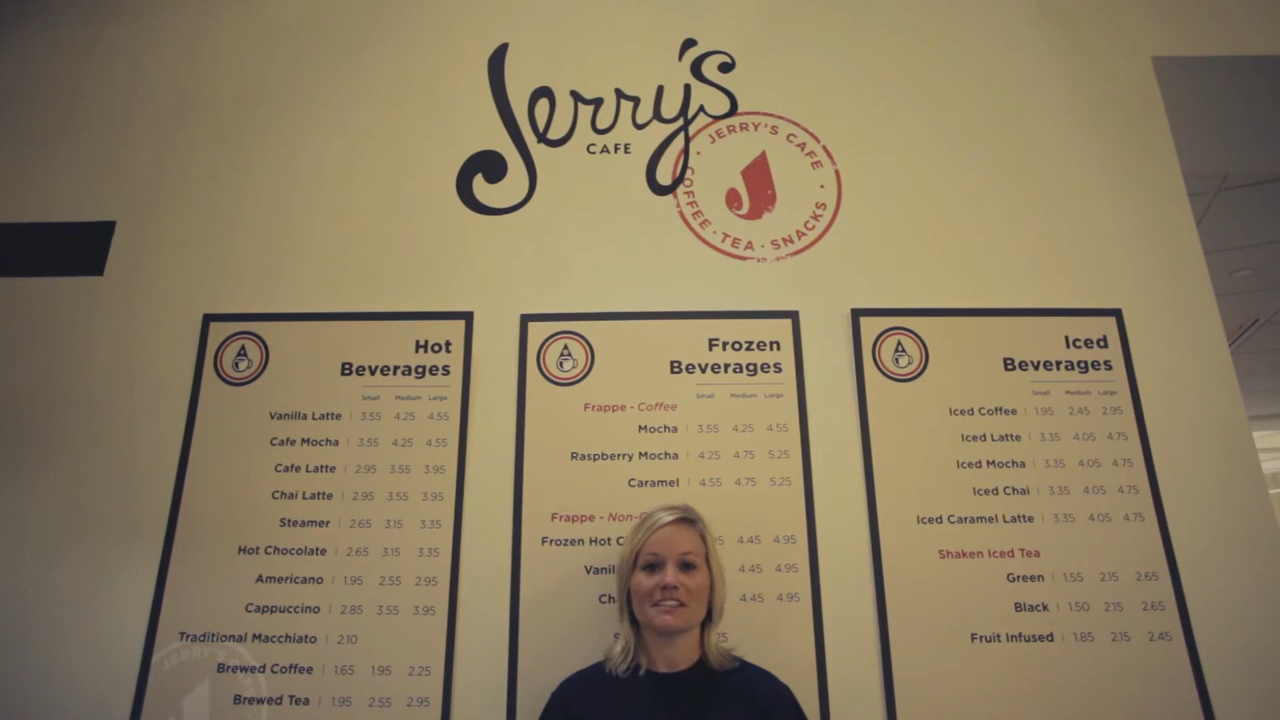 Jerry's
CAFE
JERRY'S CAFE
COFFEE · TEA · SNACKS
Hot
Beverages
Small Medium Large
Vanilla Latte | 3.55 4.25 4.55
Cafe Mocha | 3.55 4.25 4.55
Cafe Latte | 2.95 3.55 3.95
Chai Latte | 2.95 3.55 3.95
Steamer | 2.65 3.15 3.35
Hot Chocolate | 2.65 3.15 3.35
Americano | 1.95 2.55 2.95
Cappuccino | 2.85 3.55 3.95
Traditional Macchiato | 2.10
Brewed Coffee | 1.65 1.95 2.25
Brewed Tea | 1.95 2.55 2.95
JERRY'S
Frozen
Beverages
Small Medium Large
Frappe - Coffee
Mocha | 3.55 4.25 4.55
Raspberry Mocha | 4.25 4.75 5.25
Caramel | 4.55 4.75 5.25
Frappe - Non-
Frozen Hot 4.45 4.95
4.45 4.95
4.45 4.95
Iced
Beverages
Small Medium Large
Iced Coffee | 1.95 2.45 2.95
Iced Latte | 3.35 4.05 4.75
Iced Mocha | 3.35 4.05 4.75
Iced Chai | 3.35 4.05 4.75
Iced Caramel Latte | 3.35 4.05 4.75
Shaken Iced Tea
Green | 1.55 2.15 2.65
Black | 1.50 2.15 2.65
Fruit Infused | 1.85 2.15 2.45